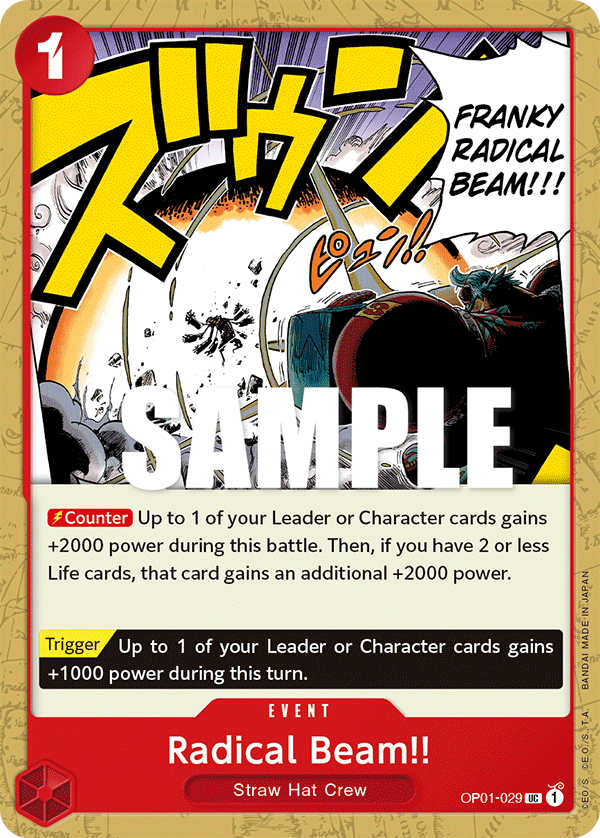 1
ズウン
FRANKY
RADICAL
BEAM!!!
ピュン!!
SAMPLE
Counter Up to 1 of your Leader or Character cards gains
+2000 power during this battle. Then, if you have 2 or less
Life cards, that card gains an additional +2000 power.
Trigger Up to 1 of your Leader or Character cards gains
+1000 power during this turn.
EVENT
Radical Beam!!
Straw Hat Crew
OP01-029 UC 1
©E.O./S., T.A. BANDAI MADE IN JAPAN